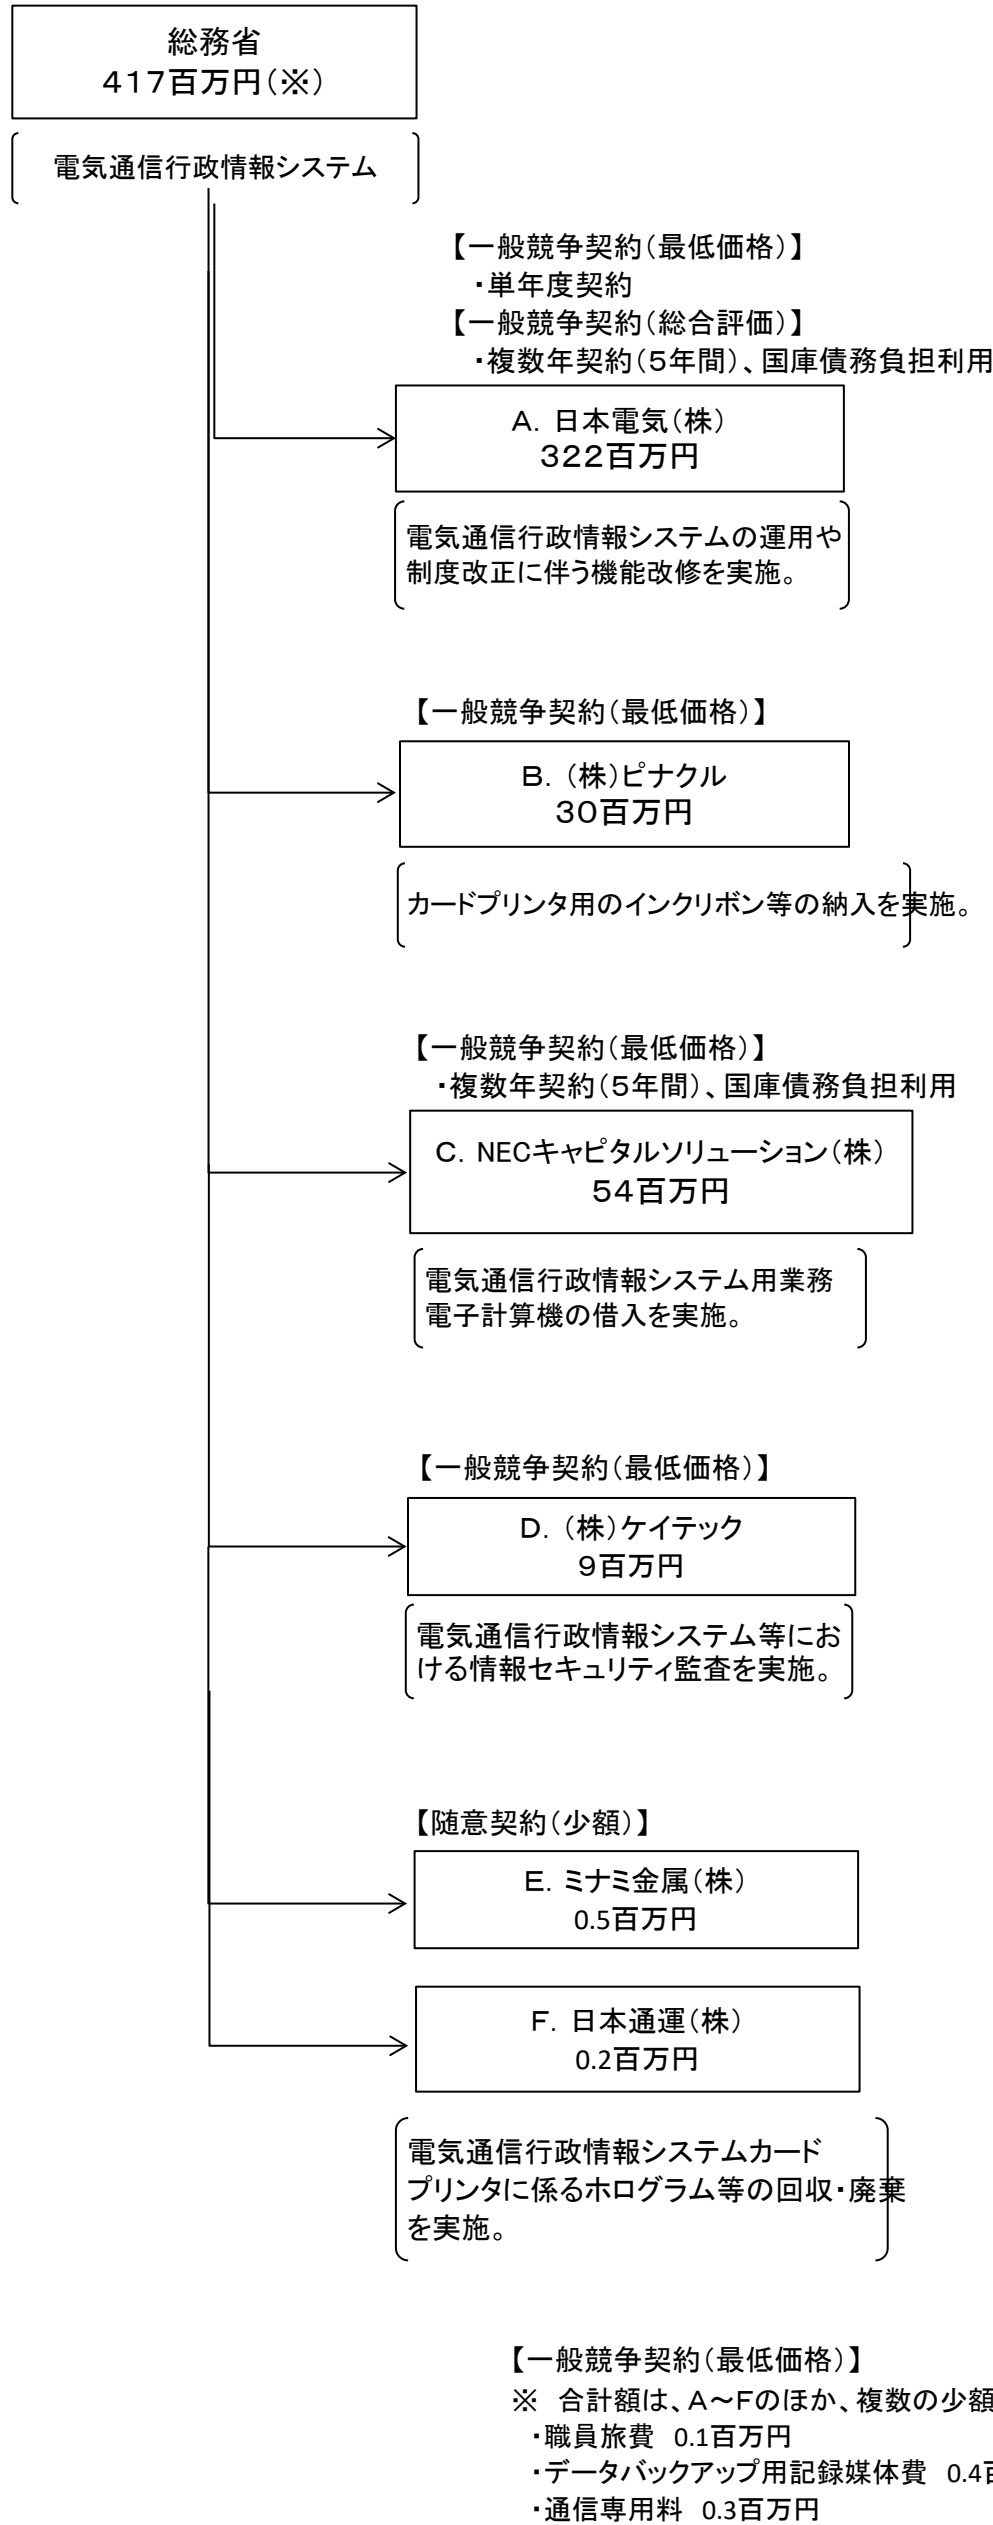 総務省
417百万円(※)
電気通信行政情報システム
【一般競争契約(最低価格)】
・単年度契約
【一般競争契約(総合評価)】
・複数年契約(5年間)、国庫債務負担利用
A. 日本電気(株)
322百万円
電気通信行政情報システムの運用や
制度改正に伴う機能改修を実施。
【一般競争契約(最低価格)】
B. (株)ピナクル
30百万円
カードプリンタ用のインクリボン等の納入を実施。
【一般競争契約(最低価格)】
・複数年契約(5年間)、国庫債務負担利用
C. NECキャピタルソリューション(株)
54百万円
電気通信行政情報システム用業務
電子計算機の借入を実施。
【一般競争契約(最低価格)】
D. (株)ケイテック
9百万円
電気通信行政情報システム等にお
ける情報セキュリティ監査を実施。
【随意契約(少額)】
E. ミナミ金属(株)
0.5百万円
F. 日本通運(株)
0.2百万円
電気通信行政情報システムカード
プリンタに係るホログラム等の回収・廃棄
を実施。
【一般競争契約(最低価格)】
※ 合計額は、A~Fのほか、複数の少額
・職員旅費 0.1百万円
・データバックアップ用記録媒体費 0.4
・通信専用料 0.3百万円